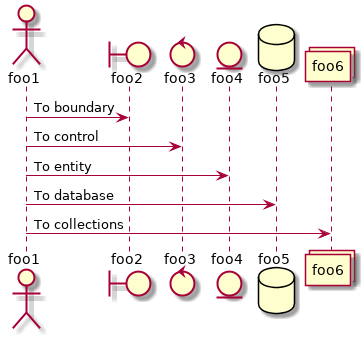 foo1 foo2 foo3 foo4 foo5 foo6
To boundary
To control
To entity
To database
To collections
foo1 foo2 foo3 foo4 foo5 foo6